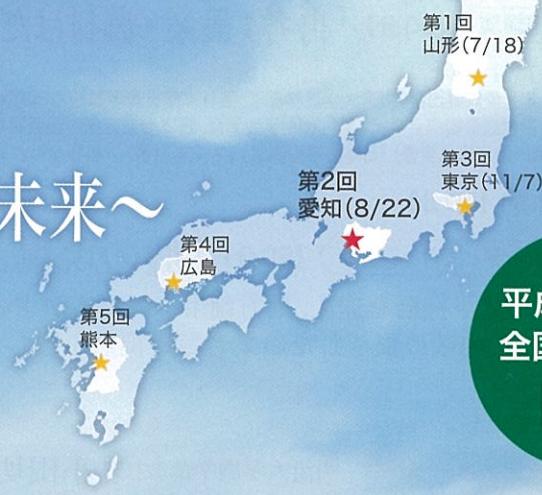 第1回
山形(7/18)
第3回
東京(11/7)
第2回
愛知(8/22)
未来～
第4回
広島
第5回
熊本
平成
全国